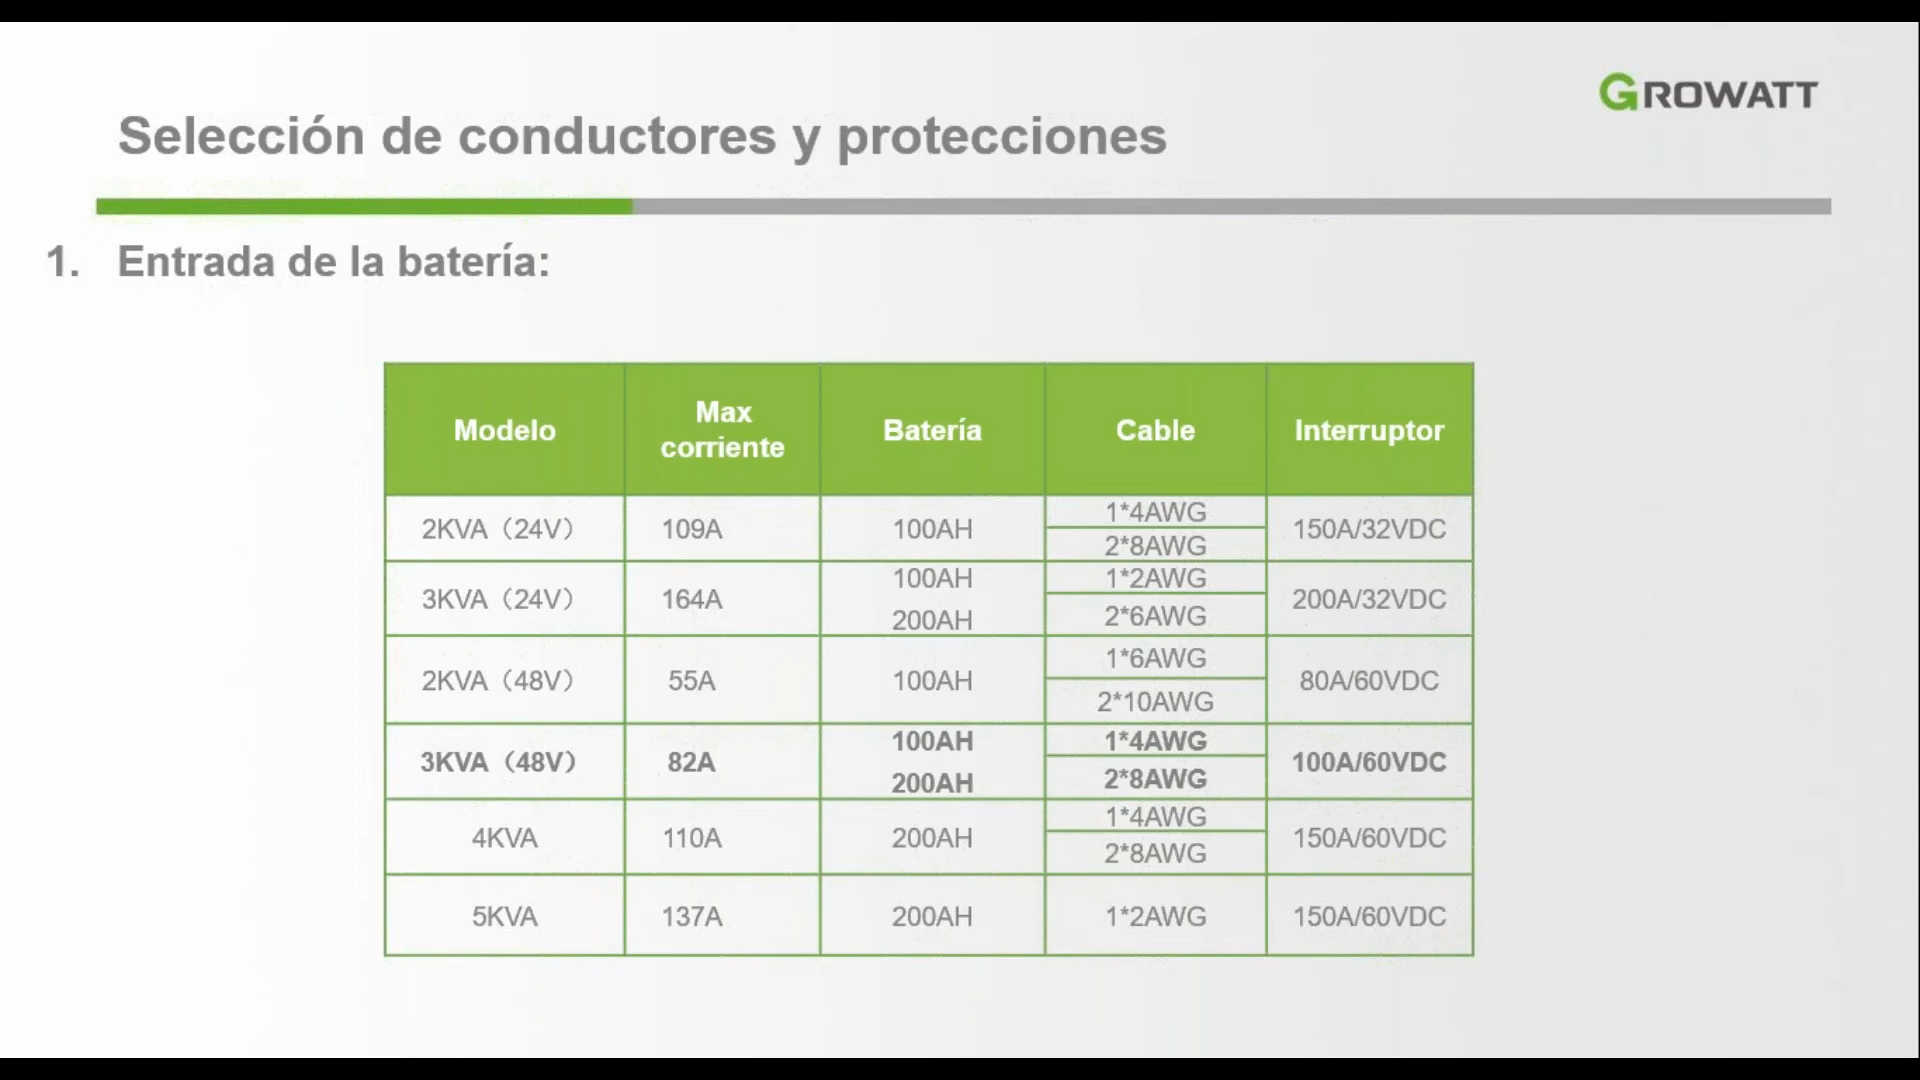 GROWATT
Selección de conductores y protecciones
1. Entrada de la batería:
Modelo Max corriente Batería Cable Interruptor
2KVA（24V） 109A 100AH 1*4AWG 150A/32VDC
2*8AWG
3KVA（24V） 164A 100AH 1*2AWG 200A/32VDC
200AH 2*6AWG
2KVA（48V） 55A 100AH 1*6AWG 80A/60VDC
2*10AWG
3KVA（48V） 82A 100AH 1*4AWG 100A/60VDC
200AH 2*8AWG
4KVA 110A 200AH 1*4AWG 150A/60VDC
2*8AWG
5KVA 137A 200AH 1*2AWG 150A/60VDC